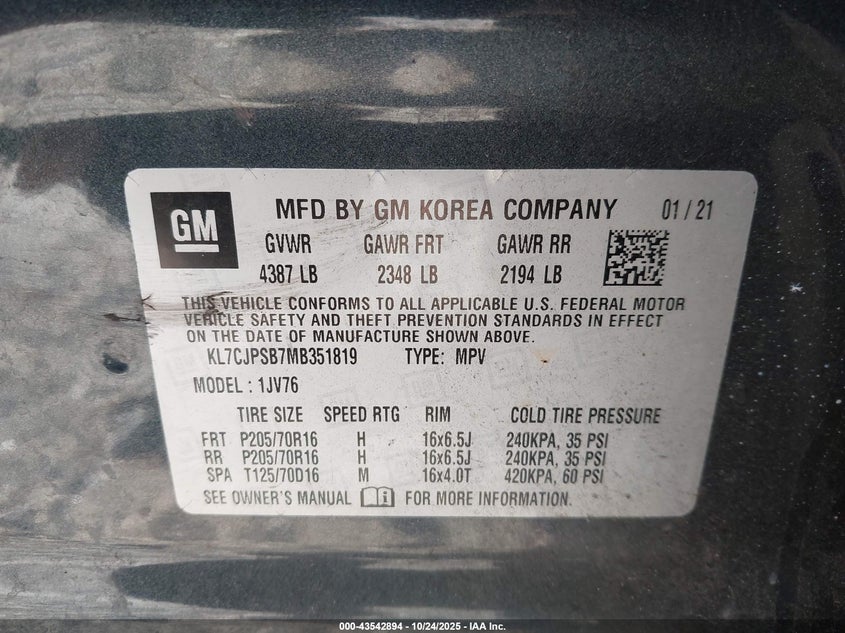 GM MFD BY GM KOREA COMPANY 01/21
GVWR GAWR FRT GAWR RR
4387 LB 2348 LB 2194 LB
THIS VEHICLE CONFORMS TO ALL APPLICABLE U.S. FEDERAL MOTOR
VEHICLE SAFETY AND THEFT PREVENTION STANDARDS IN EFFECT
ON THE DATE OF MANUFACTURE SHOWN ABOVE.
KL7CJPSB7MB351819 TYPE: MPV
MODEL: 1JV76
TIRE SIZE SPEED RTG RIM COLD TIRE PRESSURE
FRT P205/70R16 H 16x6.5J 240KPA, 35 PSI
RR P205/70R16 H 16x6.5J 240KPA, 35 PSI
SPA T125/70D16 M 16x4.0T 420KPA, 60 PSI
SEE OWNER'S MANUAL FOR MORE INFORMATION.
000-43542894 - 10/24/2025 - IAA Inc.